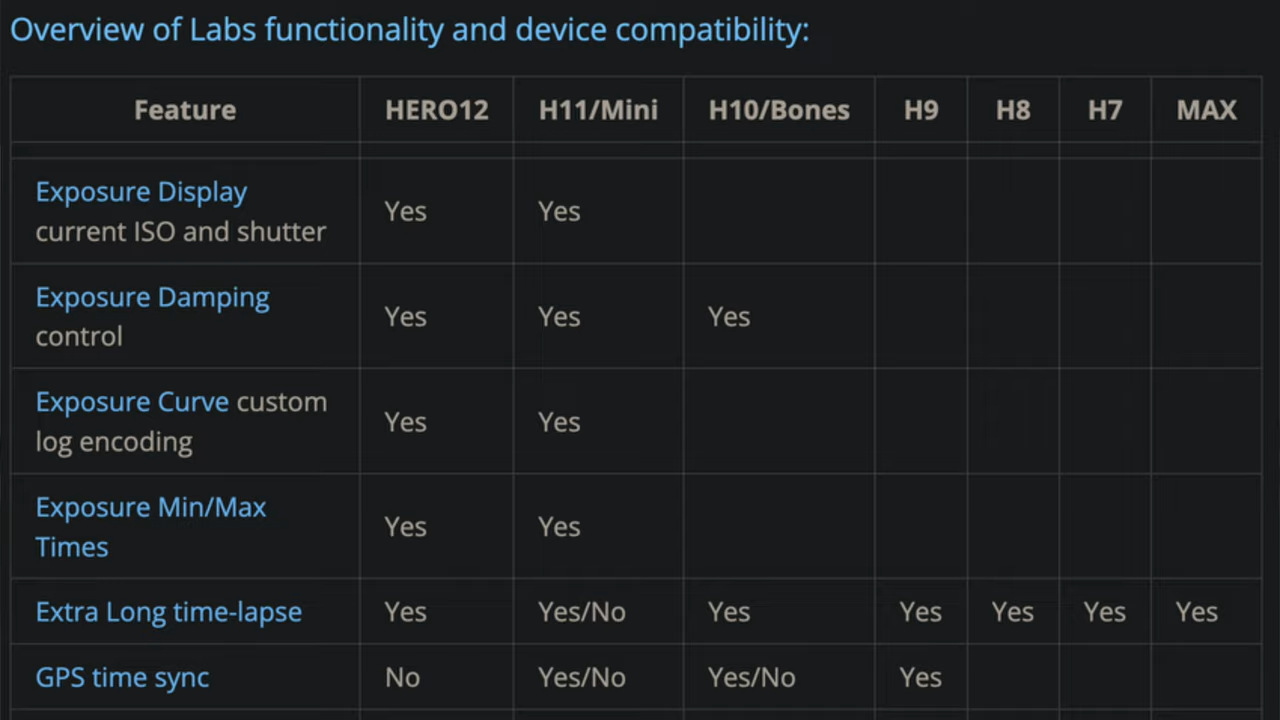 Overview of Labs functionality and device compatibility:
Feature HERO12 H11/Mini H10/Bones H9 H8 H7 MAX
Exposure Display
current ISO and shutter
Yes Yes
Exposure Damping
control
Yes Yes Yes
Exposure Curve custom
log encoding
Yes Yes
Exposure Min/Max
Times
Yes Yes
Extra Long time-lapse Yes Yes/No Yes Yes Yes Yes Yes
GPS time sync No Yes/No Yes/No Yes